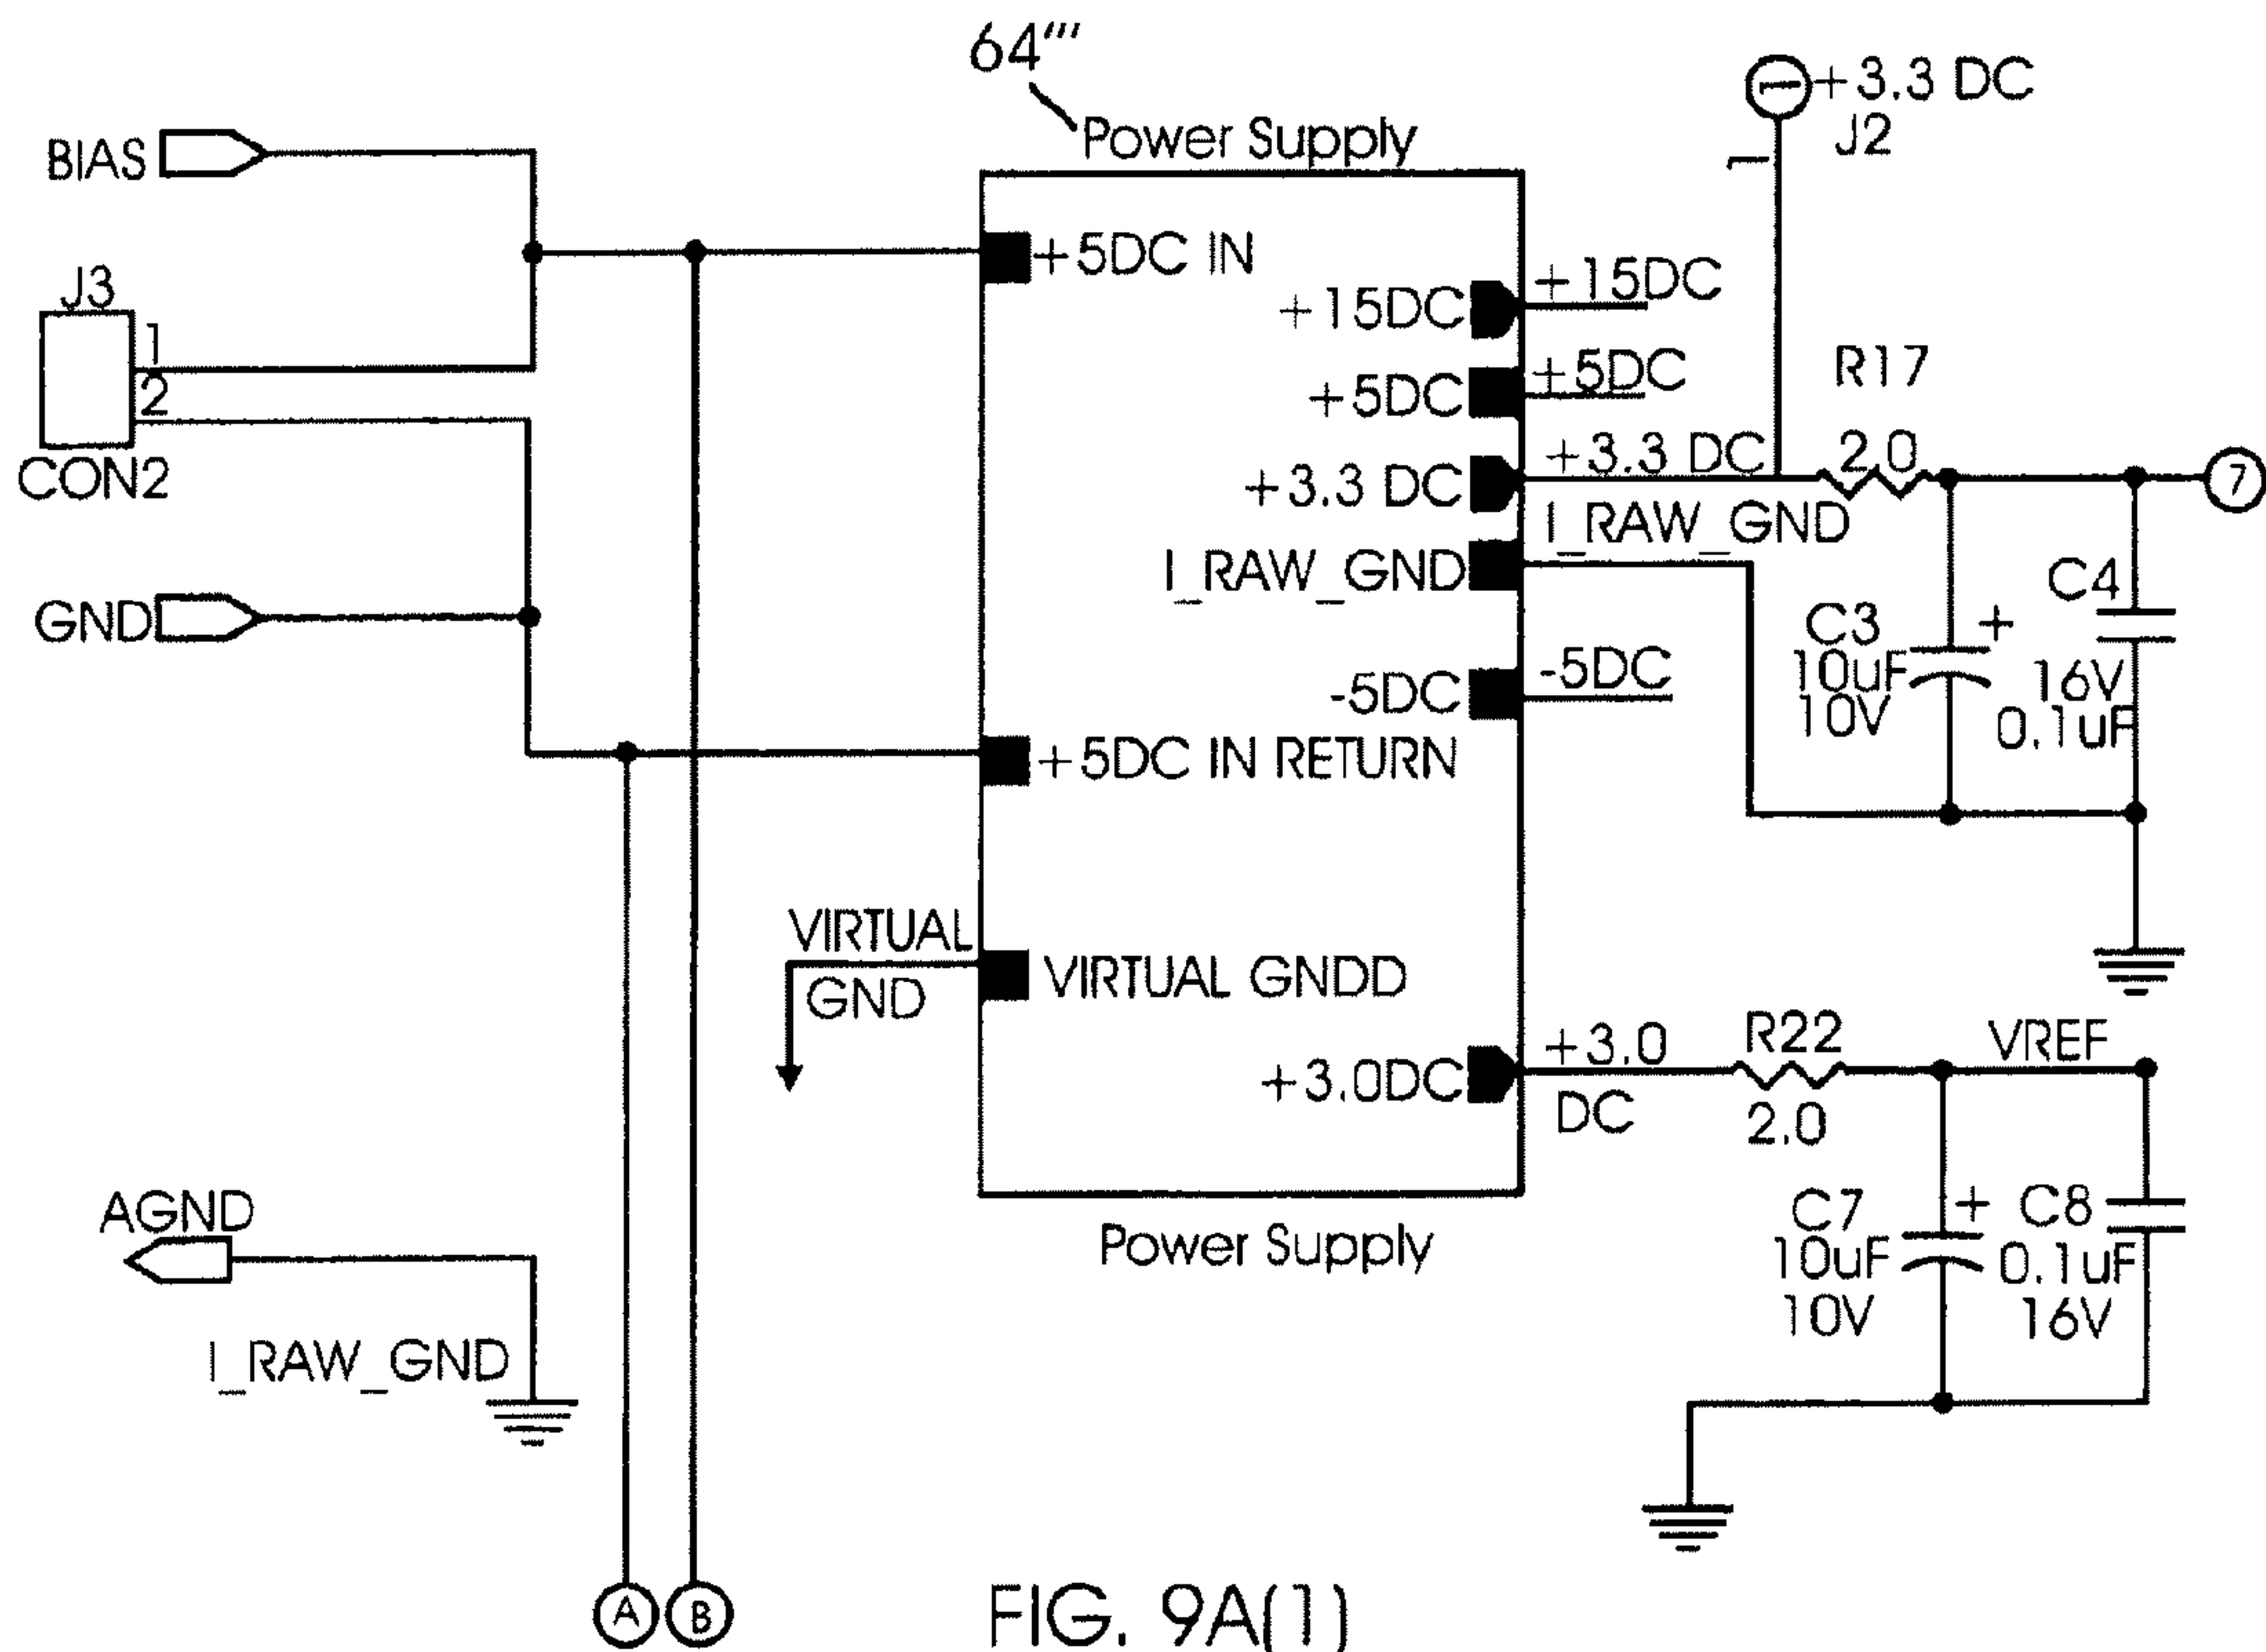 64'''
Power Supply
+3.3 DC
J2
1
1
BIAS
+5DC IN
J3
1
2
CON2
+15DC
+15DC
+5DC
+5DC
R17
+3.3 DC
+3.3 DC
2.0
7
I_RAW_GND
I_RAW_GND
GND
C3
10uF
10V
+
C4
16V
0.1uF
-5DC
-5DC
+5DC IN RETURN
VIRTUAL
GND
VIRTUAL GNDD
+3.0DC
+3.0
DC
R22
2.0
VREF
AGND
I_RAW_GND
Power Supply
C7
10uF
10V
+
C8
0.1uF
16V
A
B
FIG. 9A(1)